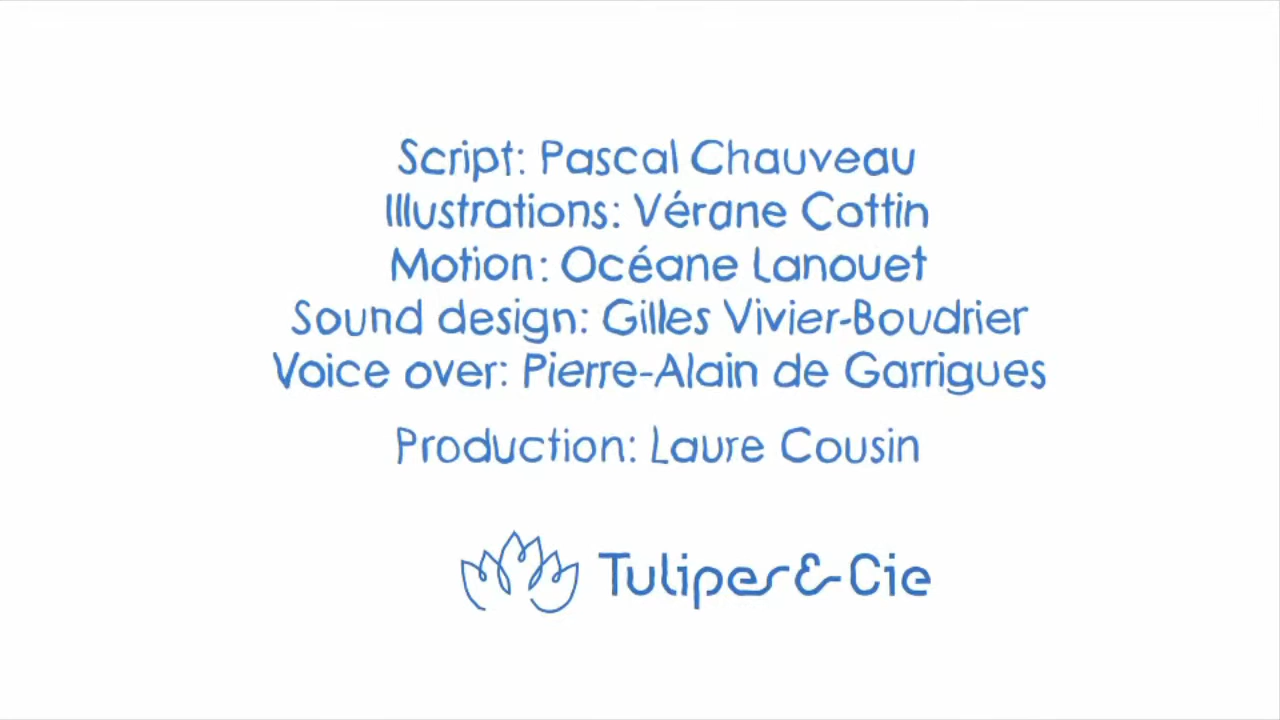 Script: Pascal Chauveau
Illustrations: Vérane Cottin
Motion: Océane Lanouet
Sound design: Gilles Vivier-Boudrier
Voice over: Pierre-Alain de Garrigues
Production: Laure Cousin
Tulipes & Cie